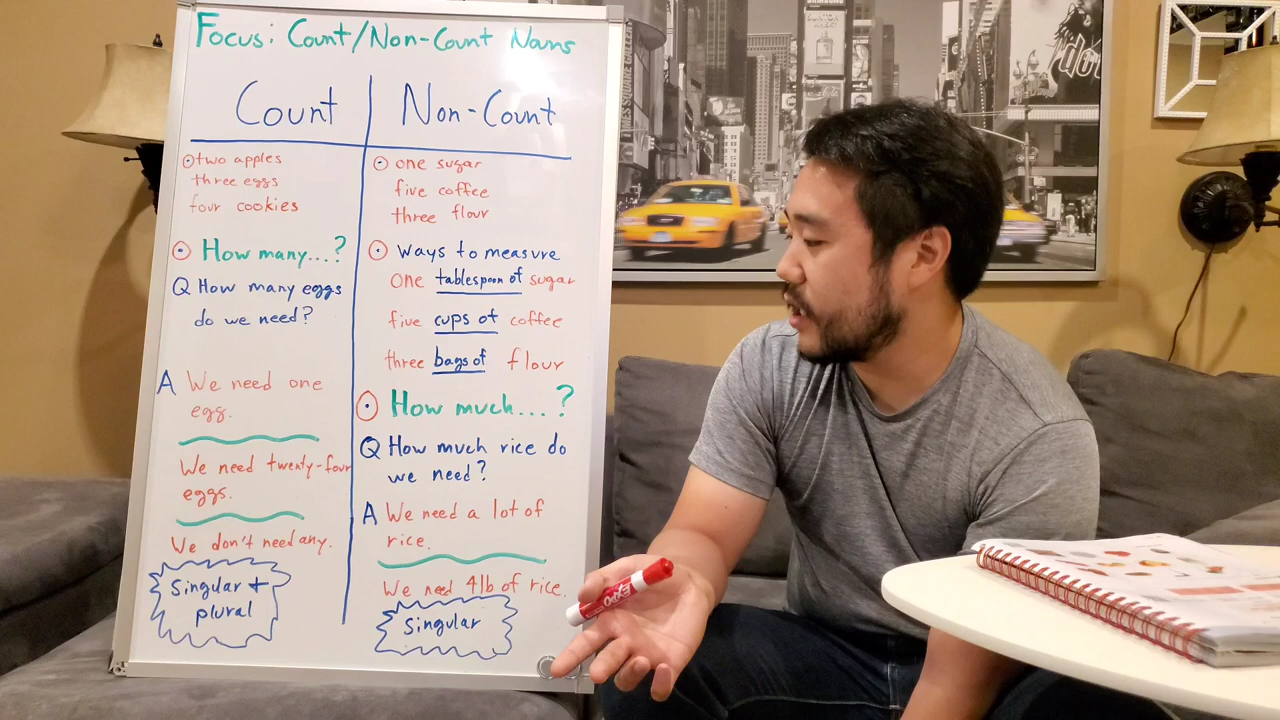 Focus: Count/Non-Count Nouns
Count
Non-Count
two apples
three eggs
four cookies
How many...?
Q How many eggs
do we need?
A We need one
egg.
We need twenty-four
eggs.
We don't need any.
Singular +
plural
one sugar
five coffee
three flour
ways to measure
one tablespoon of sugar
five cups of coffee
three bags of flour
How much...?
Q How much rice do
we need?
A We need a lot of
rice.
We need 4lb of rice.
Singular
EXPO